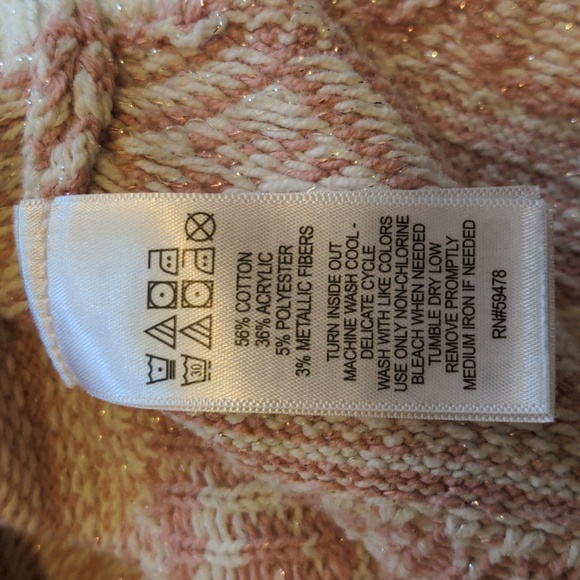 30
56% COTTON
36% ACRYLIC
5% POLYESTER
3% METALLIC FIBERS
TURN INSIDE OUT
MACHINE WASH COOL -
DELICATE CYCLE
WASH WITH LIKE COLORS
USE ONLY NON-CHLORINE
BLEACH WHEN NEEDED
TUMBLE DRY LOW
REMOVE PROMPTLY
MEDIUM IRON IF NEEDED
RN#59478